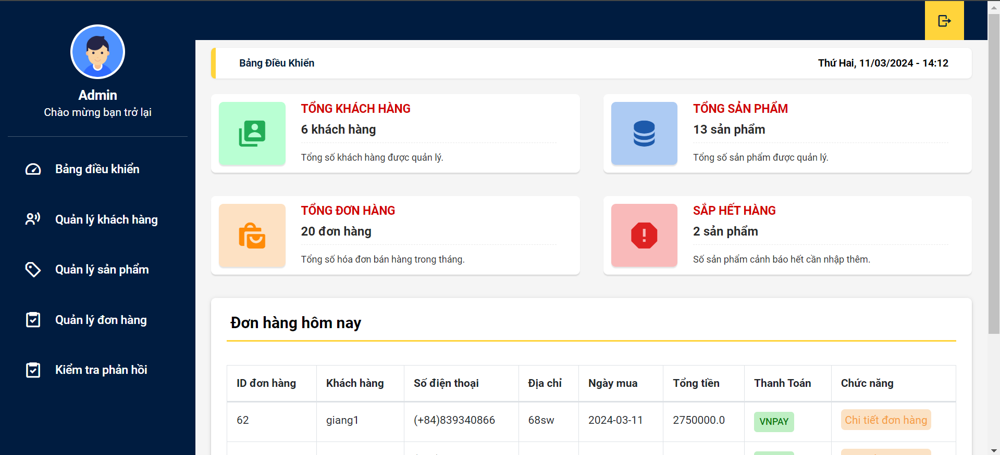 Admin
Chào mừng bạn trở lại
Bảng điều khiển
Quản lý khách hàng
Quản lý sản phẩm
Quản lý đơn hàng
Kiểm tra phản hồi
Bảng Điều Khiển
Thứ Hai, 11/03/2024 - 14:12
TỔNG KHÁCH HÀNG
6 khách hàng
Tổng số khách hàng được quản lý.
TỔNG SẢN PHẨM
13 sản phẩm
Tổng số sản phẩm được quản lý.
TỔNG ĐƠN HÀNG
20 đơn hàng
Tổng số hóa đơn bán hàng trong tháng.
SẮP HẾT HÀNG
2 sản phẩm
Số sản phẩm cảnh báo hết cần nhập thêm.
Đơn hàng hôm nay
ID đơn hàng Khách hàng Số điện thoại Địa chỉ Ngày mua Tổng tiền Thanh Toán Chức năng
62 giang1 (+84)839340866 68sw 2024-03-11 2750000.0 VNPAY Chi tiết đơn hàng